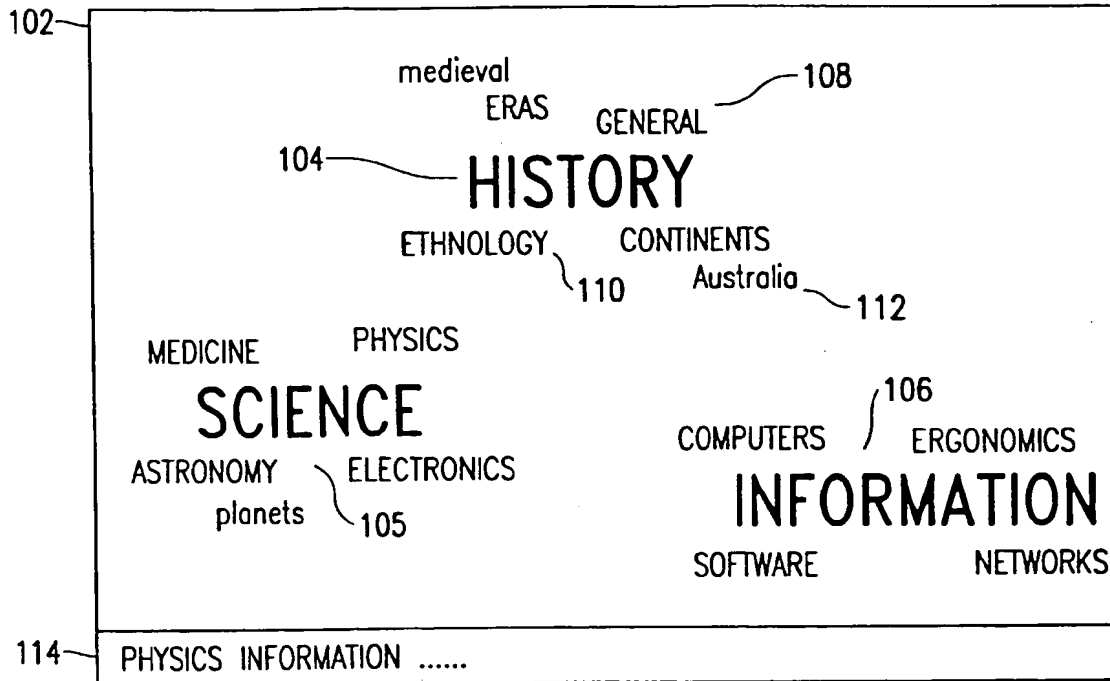 102
medieval
108
ERAS
GENERAL
104
HISTORY
ETHNOLOGY
CONTINENTS
110
Australia
112
MEDICINE
PHYSICS
SCIENCE
106
COMPUTERS
ERGONOMICS
ASTRONOMY
ELECTRONICS
INFORMATION
planets
105
SOFTWARE
NETWORKS
114
PHYSICS INFORMATION ......